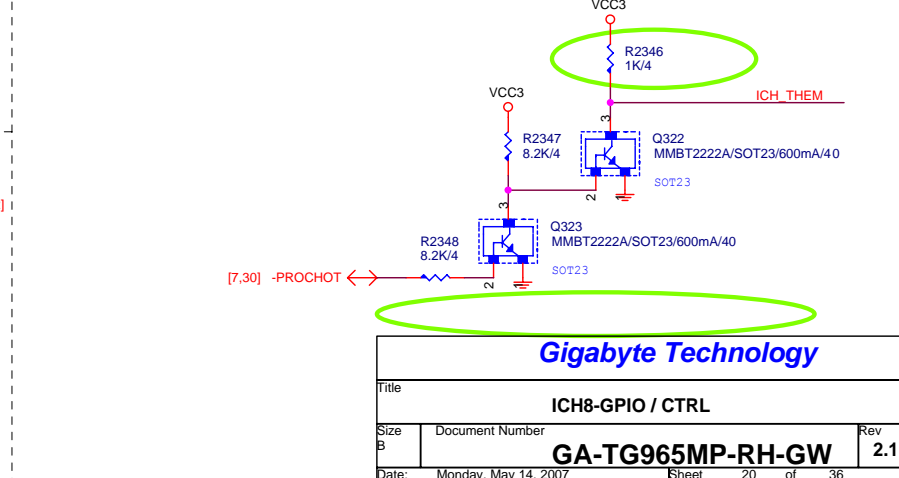 VCC3
R2346
1K/4
ICH_THEM
VCC3
3
R2347
8.2K/4
Q322
MMBT2222A/SOT23/600mA/40
SOT23
]
2
1
3
Q323
MMBT2222A/SOT23/600mA/40
R2348
8.2K/4
SOT23
[7,30] -PROCHOT
2
1
Gigabyte Technology
Title
ICH8-GPIO / CTRL
Size Document Number Rev
B GA-TG965MP-RH-GW 2.1
Date: Monday, May 14, 2007 Sheet 20 of 36